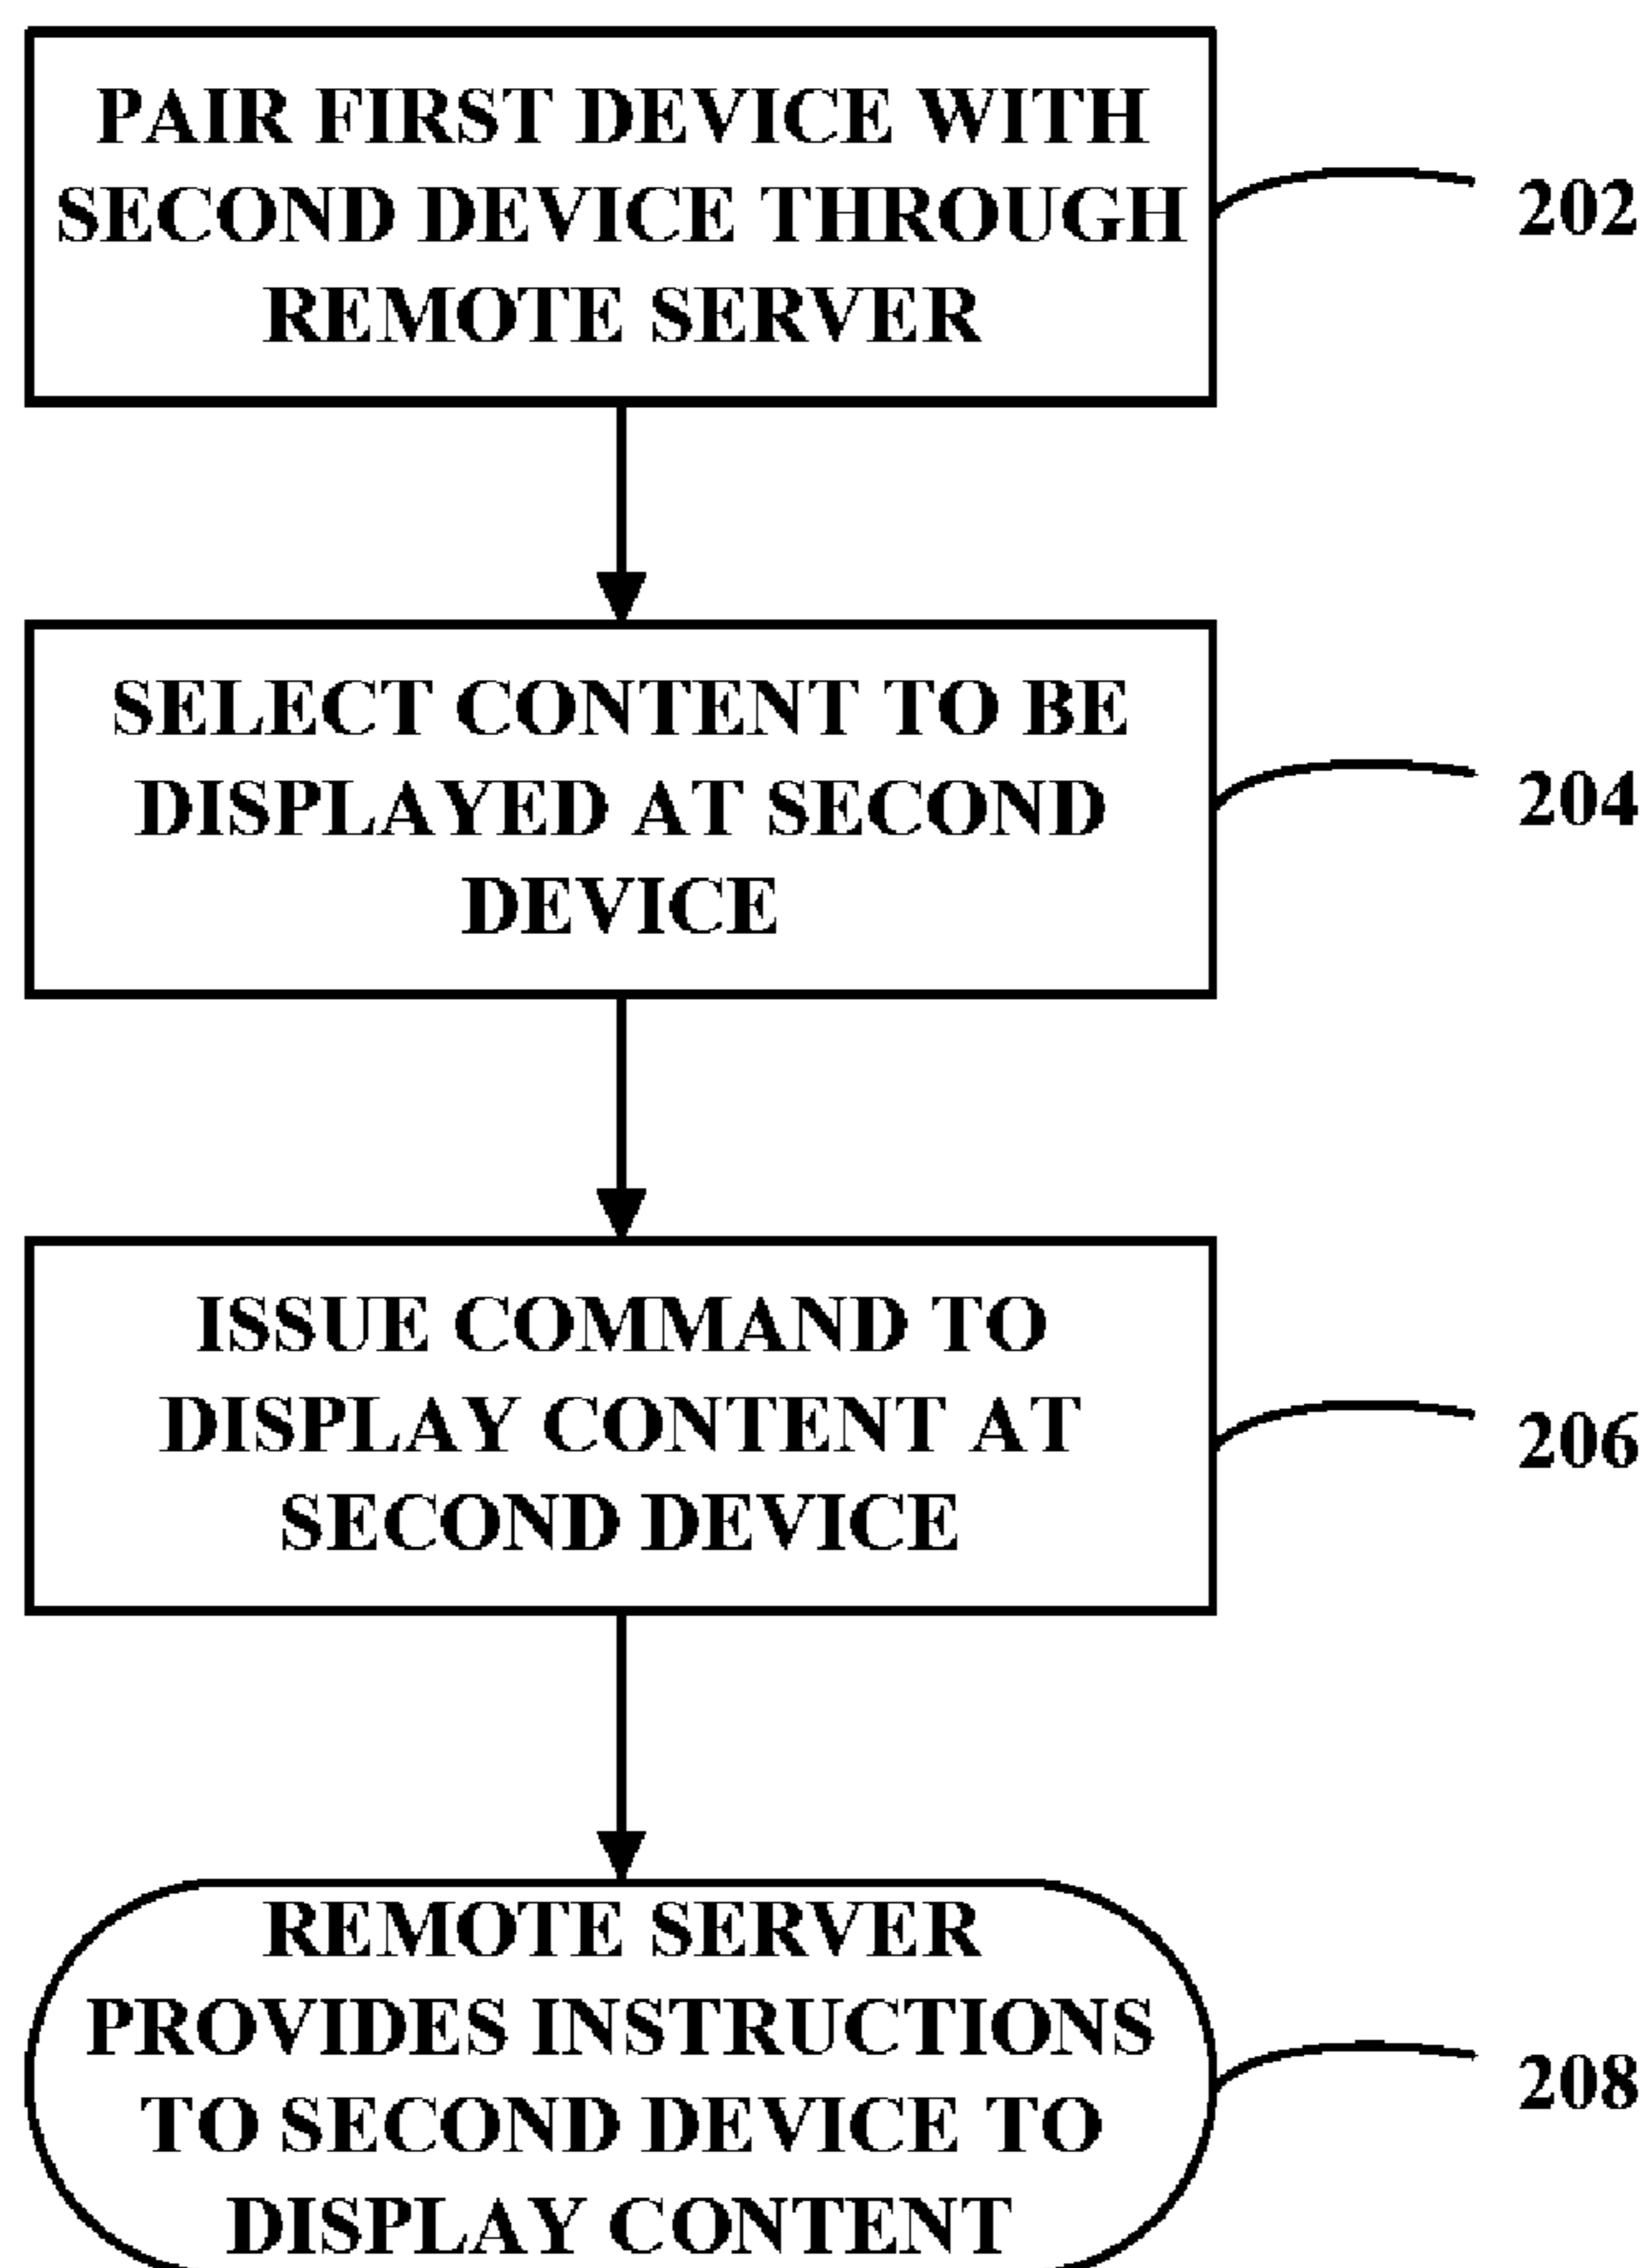 PAIR FIRST DEVICE WITH
SECOND DEVICE THROUGH
REMOTE SERVER
202
SELECT CONTENT TO BE
DISPLAYED AT SECOND
DEVICE
204
ISSUE COMMAND TO
DISPLAY CONTENT AT
SECOND DEVICE
206
REMOTE SERVER
PROVIDES INSTRUCTIONS
TO SECOND DEVICE TO
DISPLAY CONTENT
208